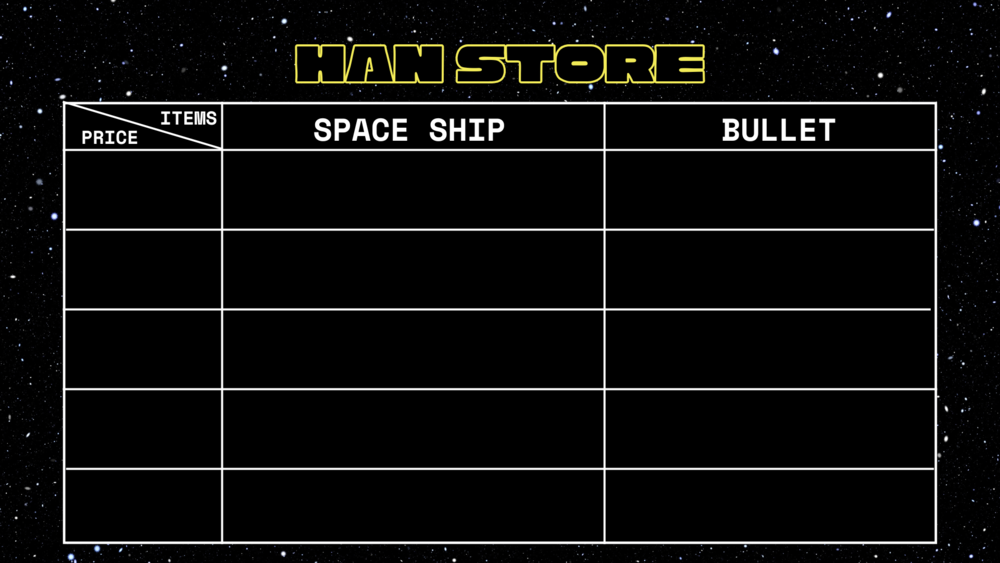 HAN STORE
ITEMS
PRICE
SPACE SHIP
BULLET